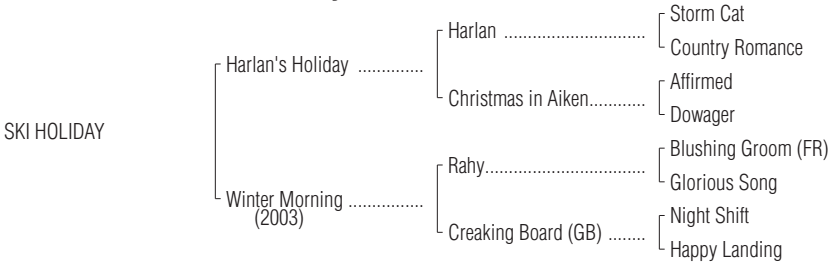 Storm Cat
Harlan ..............................
Country Romance
Harlan's Holiday ..............
Affirmed
Christmas in Aiken............
Dowager
SKI HOLIDAY
Blushing Groom (FR)
Rahy..................................
Glorious Song
Winter Morning ................
(2003)
Night Shift
Creaking Board (GB) ........
Happy Landing